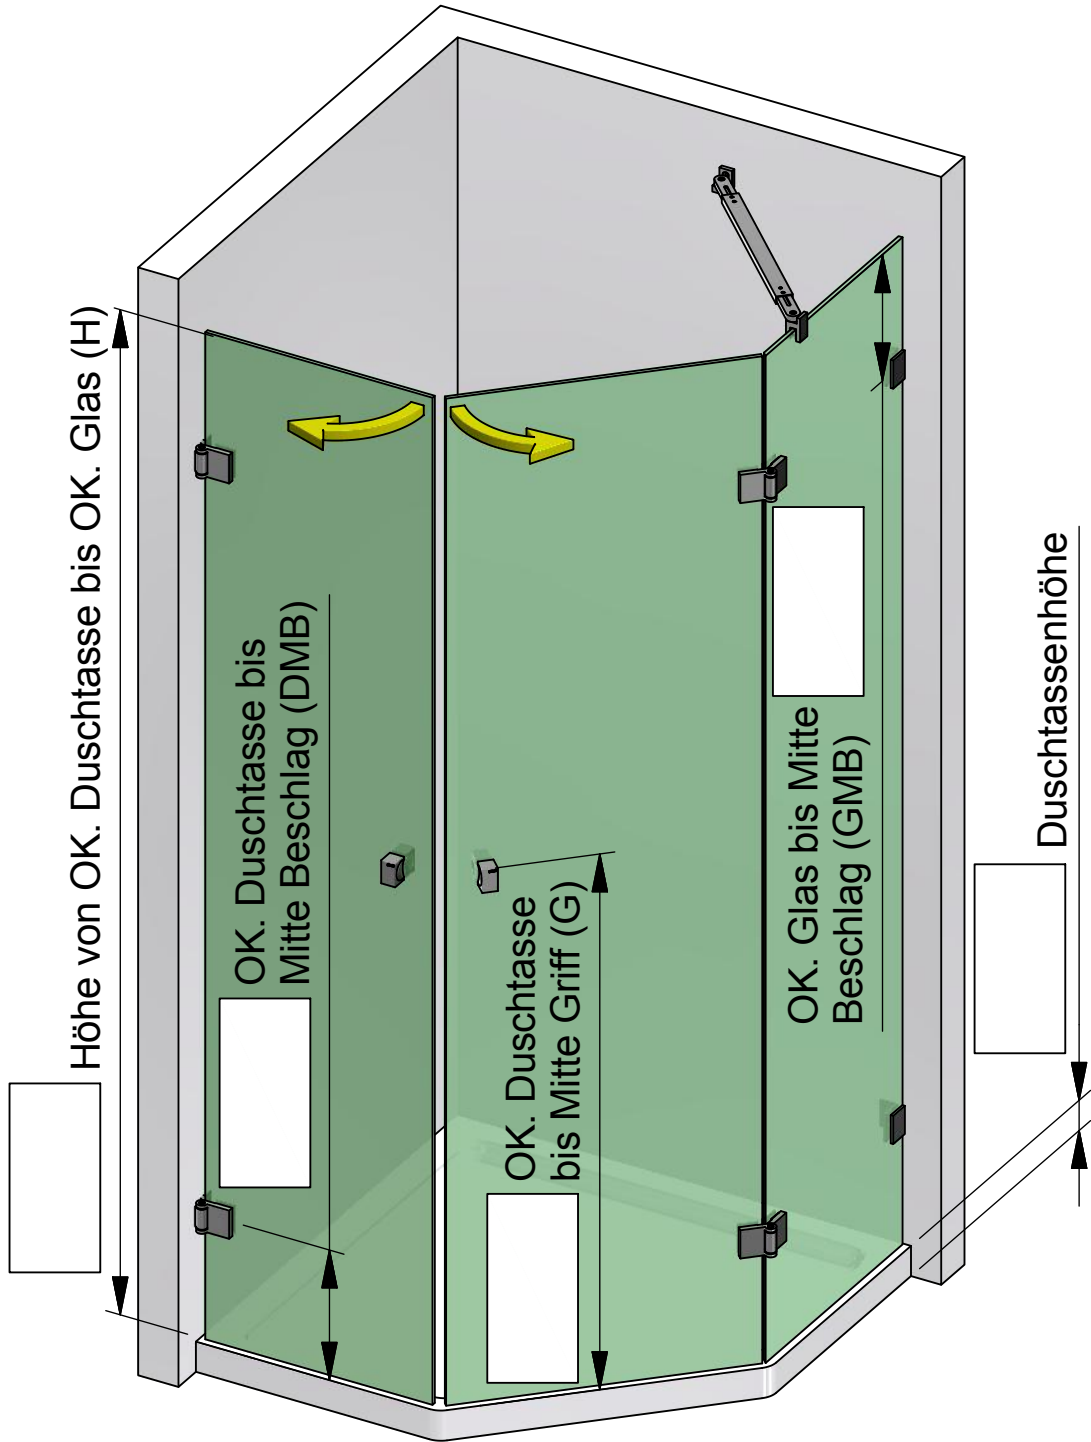 Höhe von OK. Duschtasse bis OK. Glas (H)
OK. Duschtasse bis
Mitte Beschlag (DMB)
OK. Duschtasse
bis Mitte Griff (G)
OK. Glas bis Mitte
Beschlag (GMB)
Duschtassenhöhe